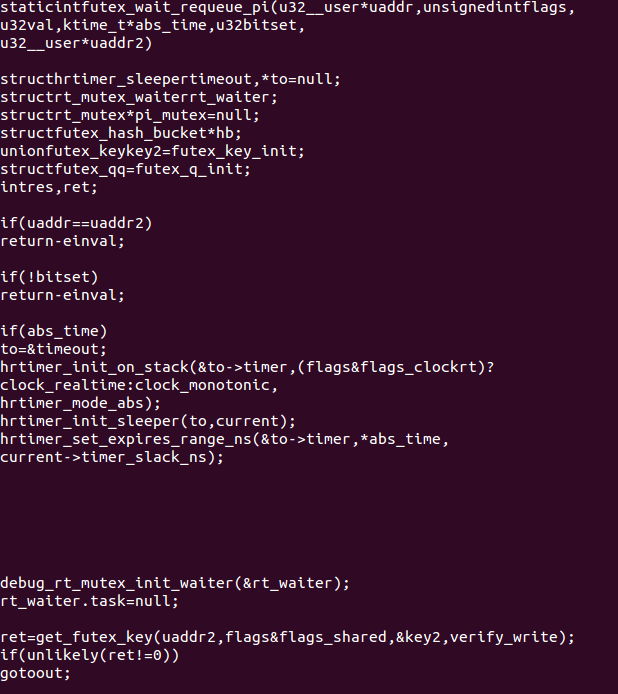 staticintfutex_wait_requeue_pi(u32__user*uaddr,unsignedintflags,
u32val,ktime_t*abs_time,u32bitset,
u32__user*uaddr2)
structhrtimer_sleepertimeout,*to=null;
structrt_mutex_waiterrt_waiter;
structrt_mutex*pi_mutex=null;
structfutex_hash_bucket*hb;
unionfutex_keykey2=futex_key_init;
structfutex_qq=futex_q_init;
intres,ret;
if(uaddr==uaddr2)
return-einval;
if(!bitset)
return-einval;
if(abs_time)
to=&timeout;
hrtimer_init_on_stack(&to->timer,(flags&flags_clockrt)?
clock_realtime:clock_monotonic,
hrtimer_mode_abs);
hrtimer_init_sleeper(to,current);
hrtimer_set_expires_range_ns(&to->timer,*abs_time,
current->timer_slack_ns);
debug_rt_mutex_init_waiter(&rt_waiter);
rt_waiter.task=null;
ret=get_futex_key(uaddr2,flags&flags_shared,&key2,verify_write);
if(unlikely(ret!=0))
gotoout;